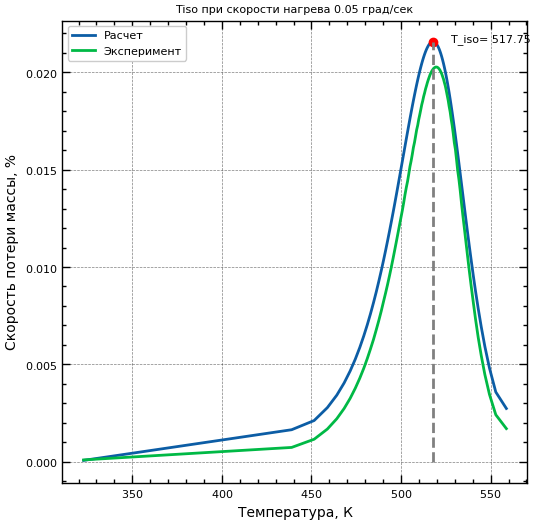 Tiso при скорости нагрева 0.05 град/сек
Расчет
Эксперимент
T_iso= 517.75
Скорость потери массы, %
0.020
0.015
0.010
0.005
0.000
350
400
450
500
550
Температура, К